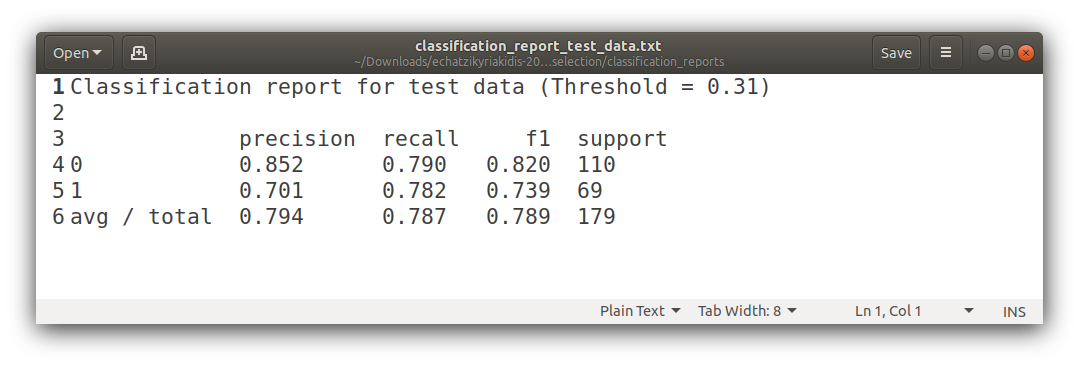 Open
classification_report_test_data.txt
~/Downloads/echatzikyriakidis-20...selection/classification_reports
Save
1 Classification report for test data (Threshold = 0.31)
2
3 precision recall f1 support
4 0 0.852 0.790 0.820 110
5 1 0.701 0.782 0.739 69
6 avg / total 0.794 0.787 0.789 179
Plain Text Tab Width: 8 Ln 1, Col 1 INS